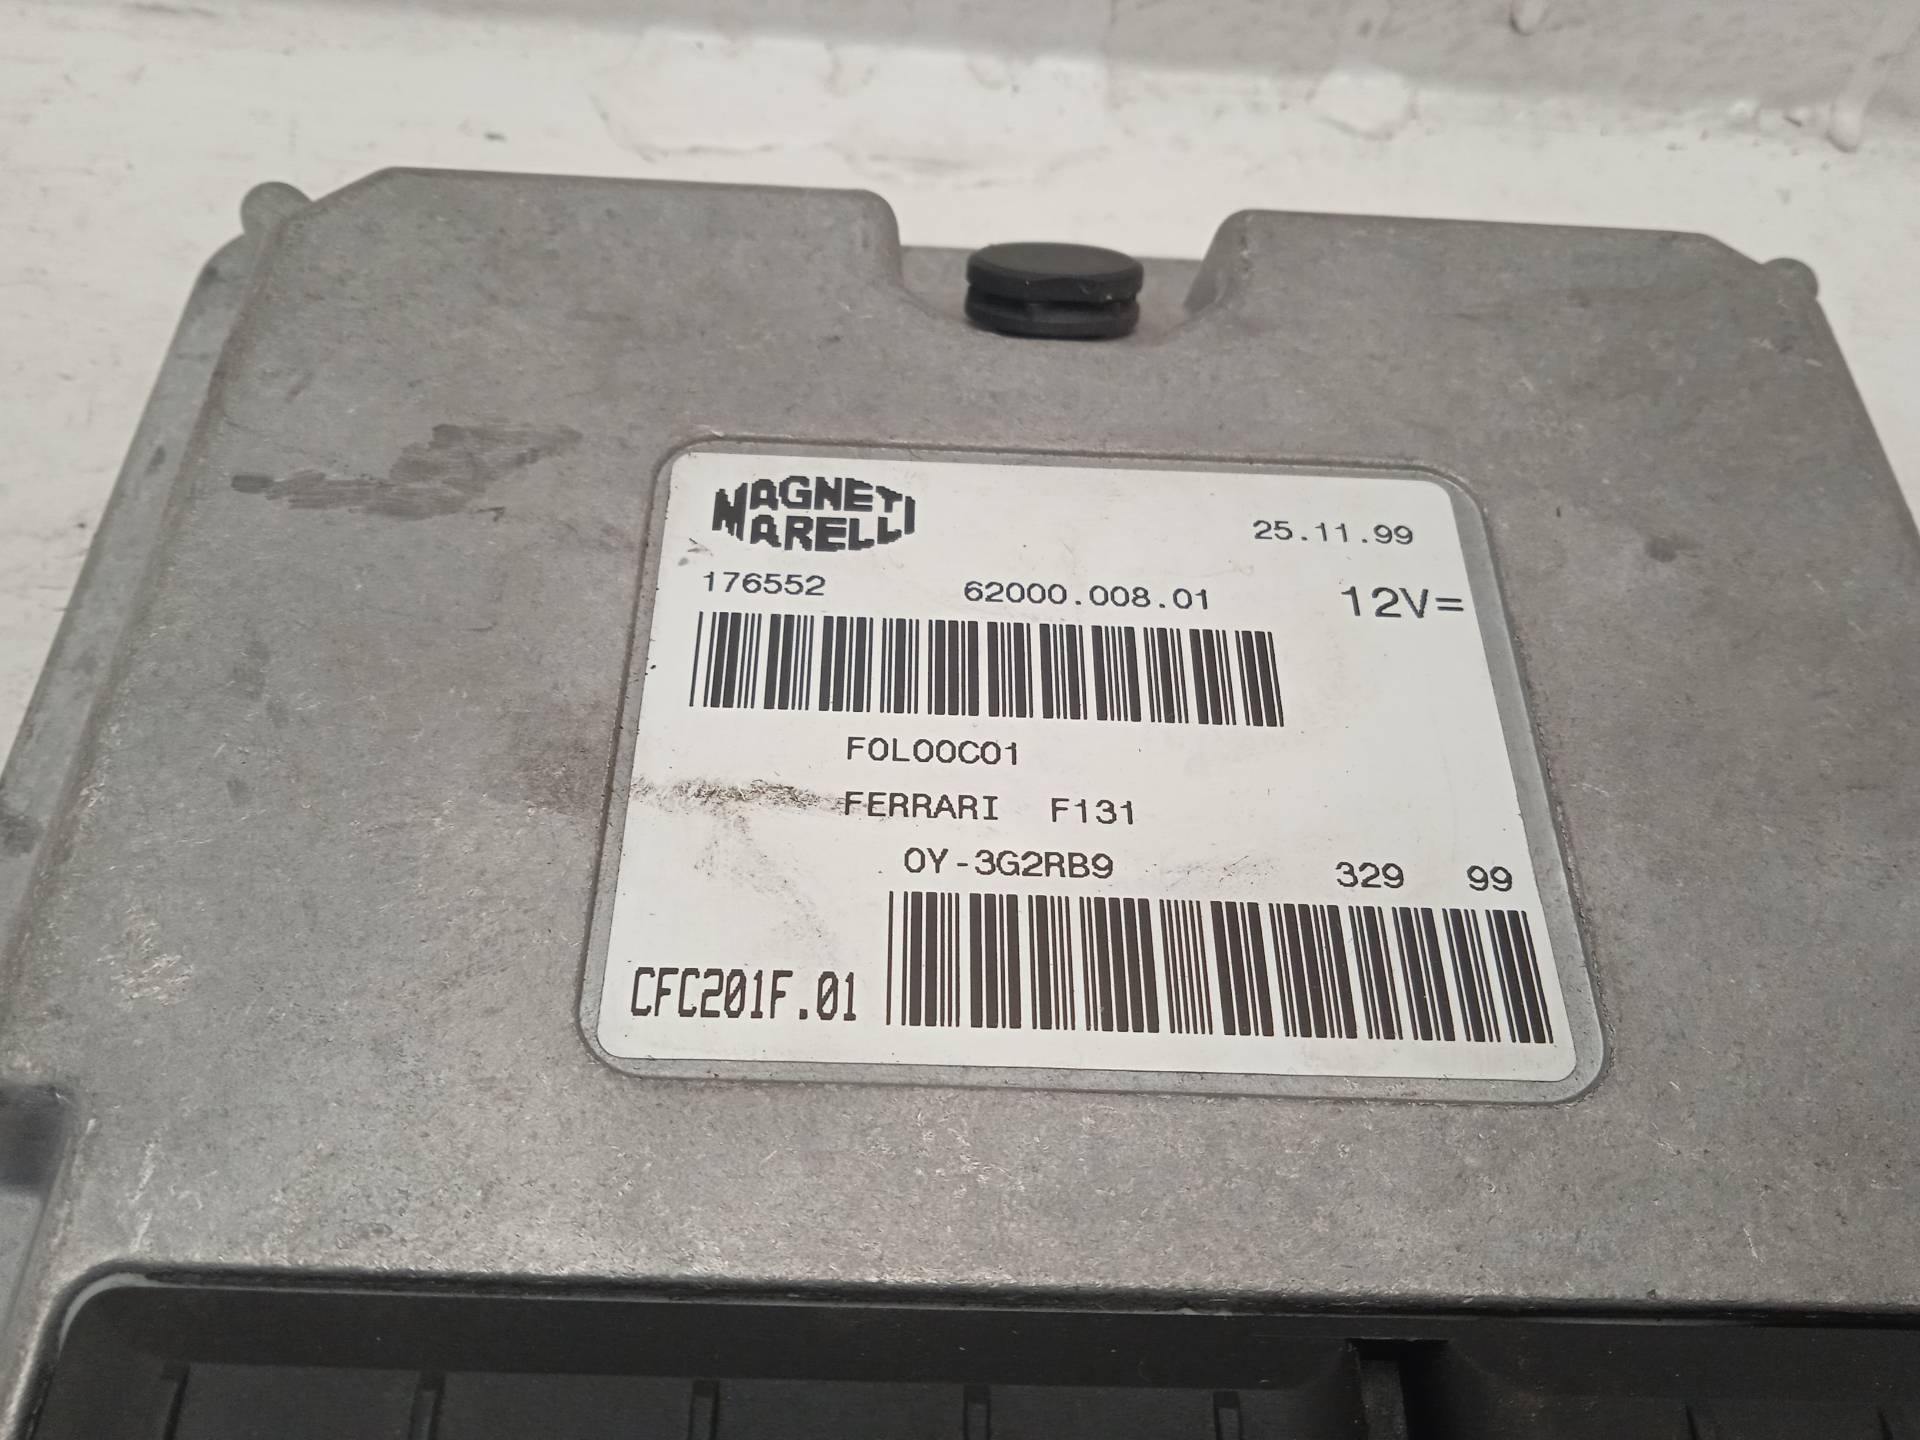 MAGNETI
MARELLI
25.11.99
176552 62000.008.01 12V=
F0L00C01
FERRARI F131
0Y-3G2RB9 329 99
CFC201F.01